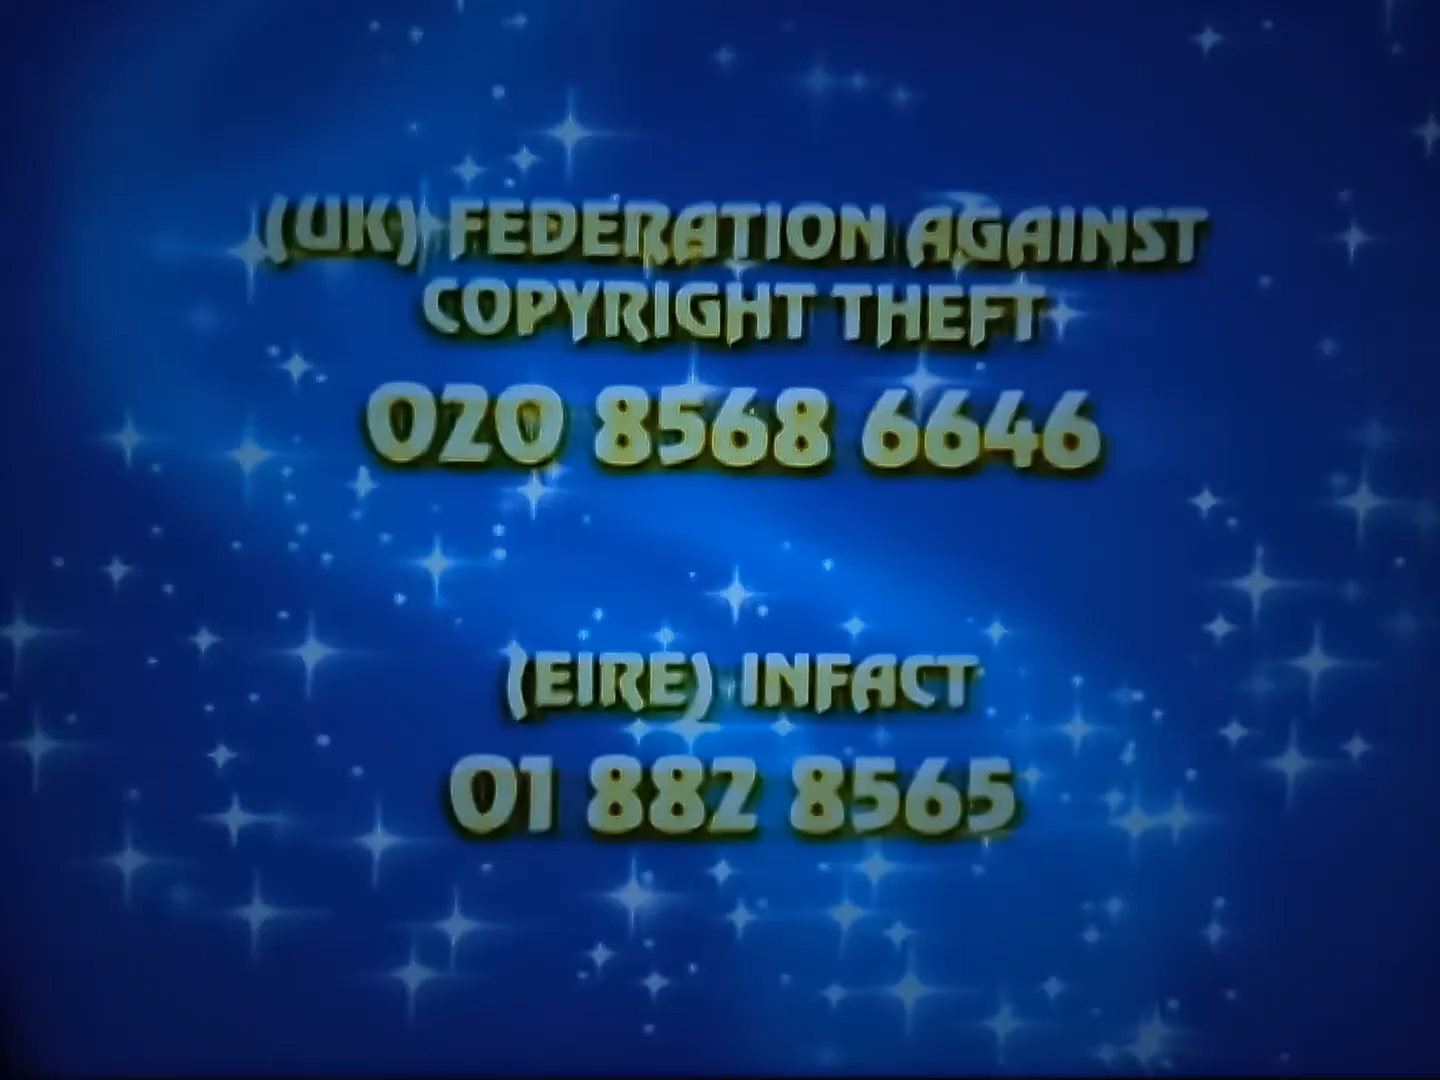 (UK) FEDERATION AGAINST
COPYRIGHT THEFT
020 8568 6646
(EIRE) INFACT
01 882 8565